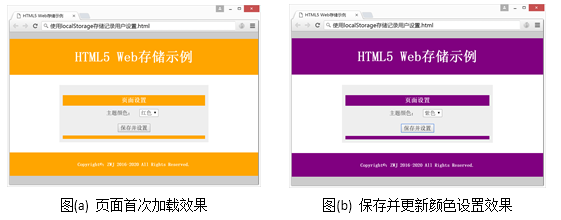 HTML5 Web存储示例
使用localStorage存储记录用户设置.html
HTML5 Web存储示例
页面设置
主题颜色: 红色
保存并设置
Copyright©: ZWJ 2016-2020 All Rights Reserved.
图(a) 页面首次加载效果
HTML5 Web存储示例
使用localStorage存储记录用户设置.html
HTML5 Web存储示例
页面设置
主题颜色: 紫色
保存并设置
Copyright©: ZWJ 2016-2020 All Rights Reserved.
图(b) 保存并更新颜色设置效果